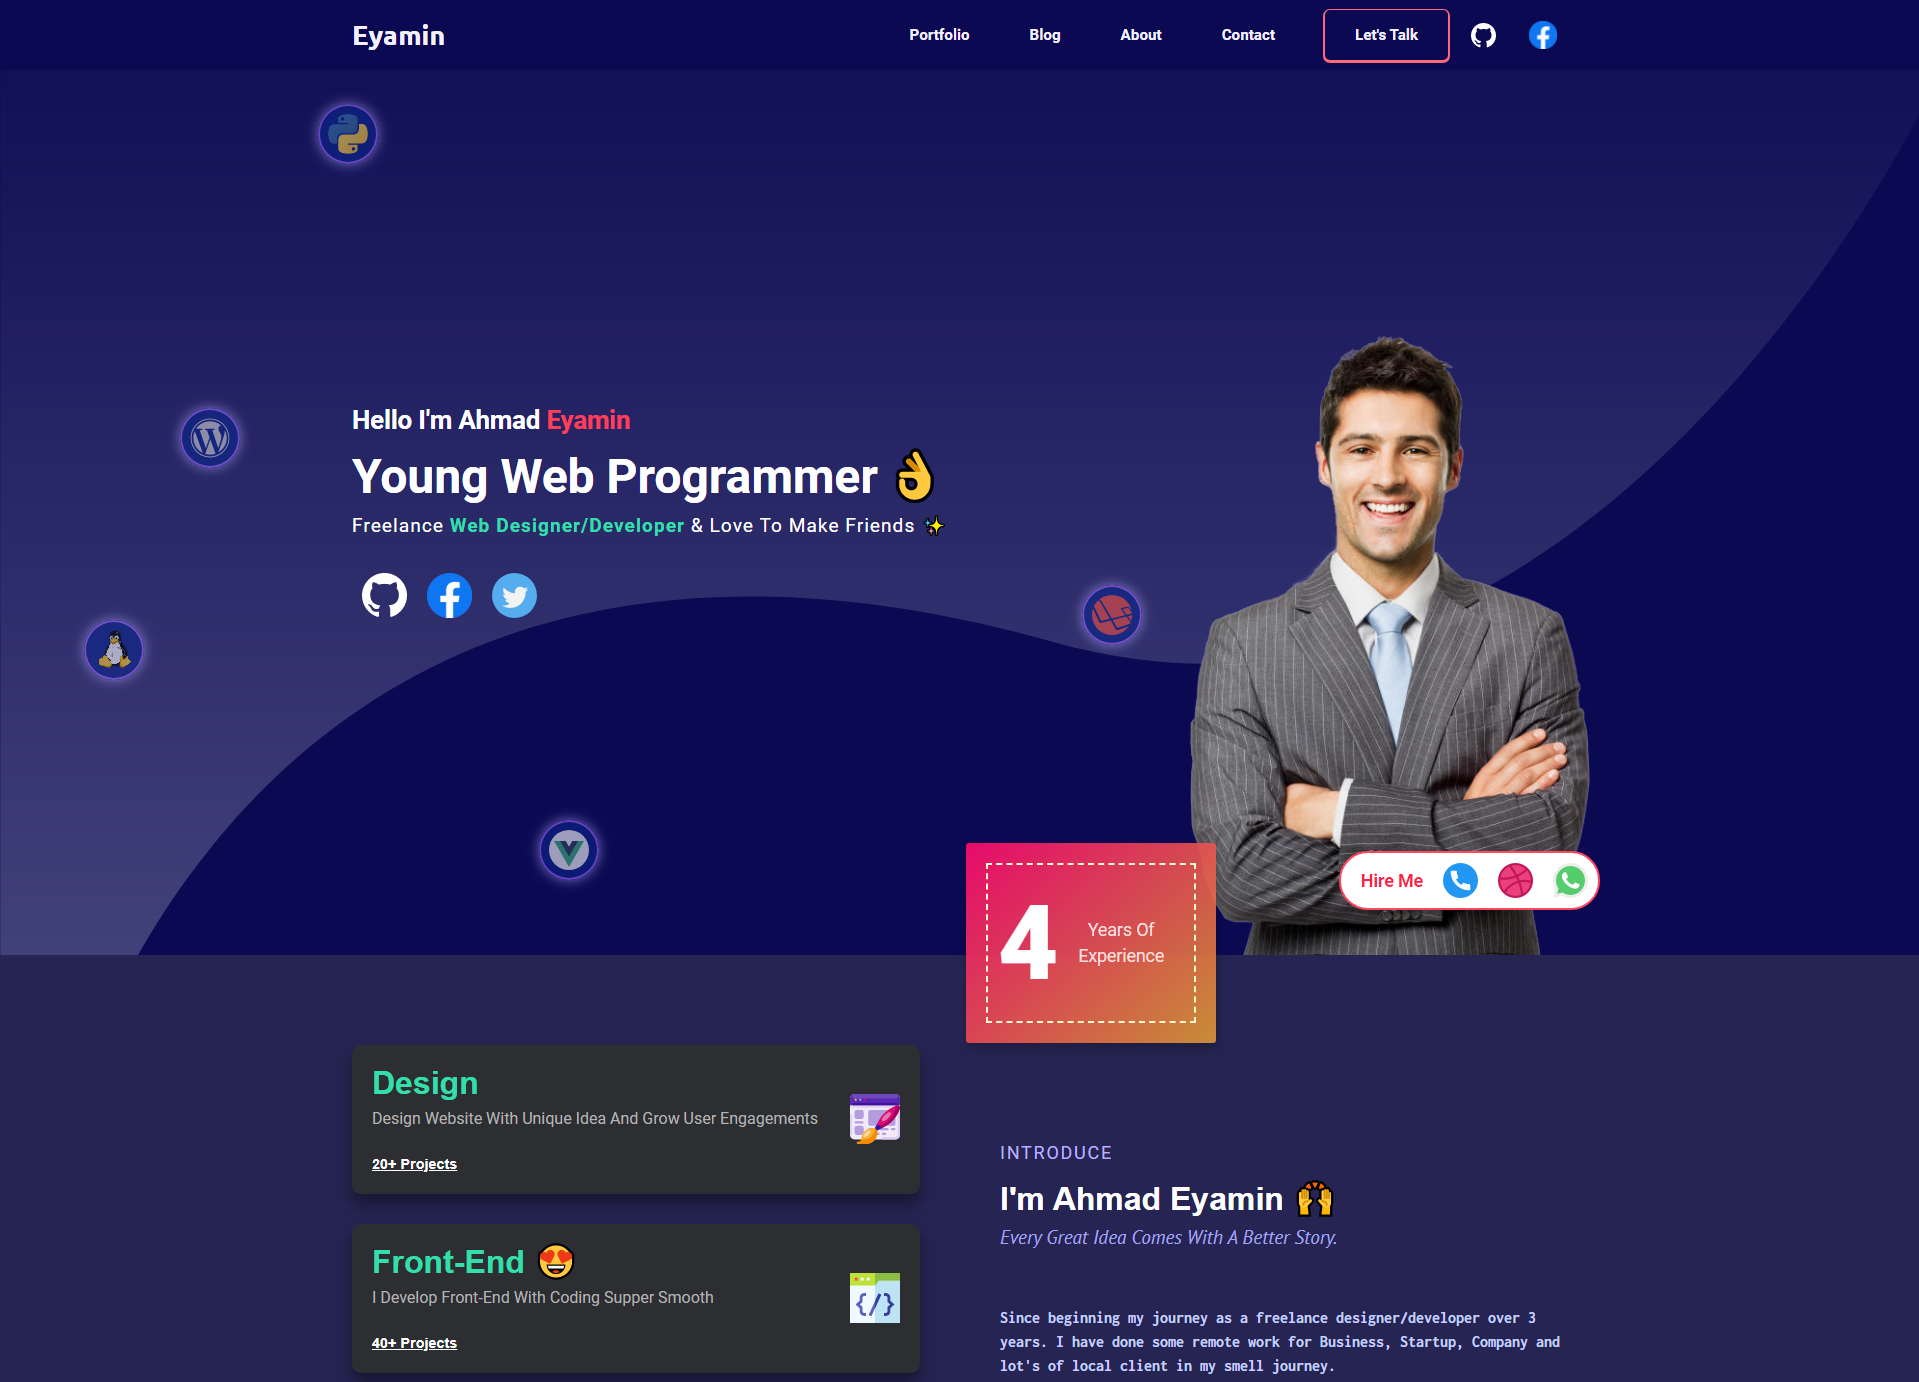 Eyamin
Portfolio Blog About Contact Let's Talk
Hello I'm Ahmad Eyamin
Young Web Programmer 👌
Freelance Web Designer/Developer & Love To Make Friends ✨
Hire Me
4
Years Of
Experience
Design
Design Website With Unique Idea And Grow User Engagements
20+ Projects
Front-End 😍
I Develop Front-End With Coding Supper Smooth
40+ Projects
INTRODUCE
I'm Ahmad Eyamin 🙌
Every Great Idea Comes With A Better Story.
Since beginning my journey as a freelance designer/developer over 3
years. I have done some remote work for Business, Startup, Company and
lot's of local client in my smell journey.